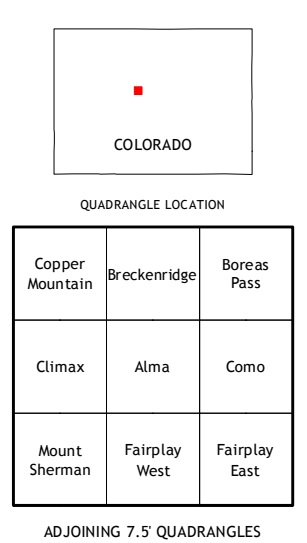 COLORADO
QUADRANGLE LOCATION
Copper
Mountain
Breckenridge
Boreas
Pass
Climax
Alma
Como
Mount
Sherman
Fairplay
West
Fairplay
East
ADJOINING 7.5' QUADRANGLES